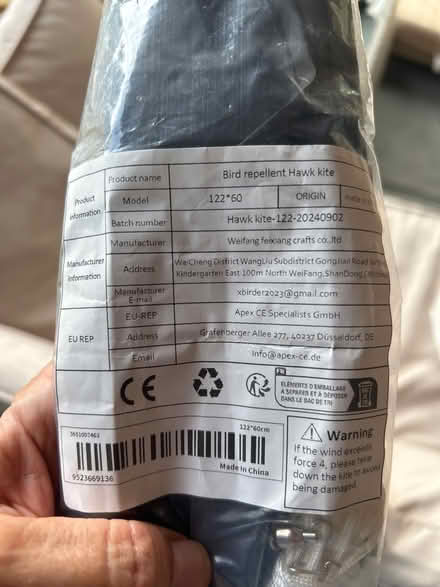 Product name Bird repellent Hawk kite
Product Information
Model 122*60 ORIGIN made in
Batch number Hawk kite-122-20240902
Manufacturer Weifang feixiang crafts co.,ltd
Manufacturer Information
Address WeiCheng District WangLiu Subdistrict GongJian Road
Kindergarten East 100m North WeiFang, ShanDong,
Manufacturer E-mail xbirder2023@gmail.com
EU-REP Apex CE Specialists GmbH
EU REP Address Grafenberger Allee 277, 40237 Düsseldorf, DE
Email Info@apex-ce.de
CE
FR
ÉLÉMENTS D'EMBALLAGE
À SÉPARER ET À DÉPOSER
DANS LE BAC DE TRI
122*60cm
9523669136
Made In China
Warning
If the wind exceeds
force 4, please take
down the kite to avoid
being damaged.